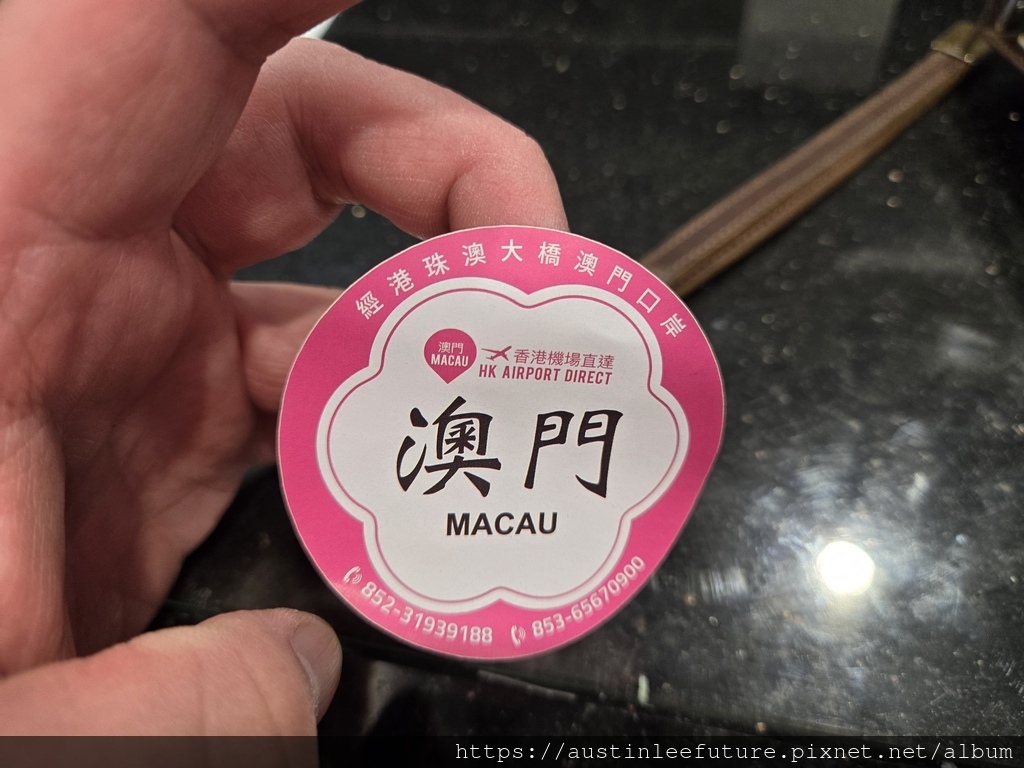 經港珠澳大橋澳門口岸
澳門
MACAU
香港機場直達
HK AIRPORT DIRECT
澳門
MACAU
852-31939188
853-65670900
https://austinleefuture.pixnet.net/album